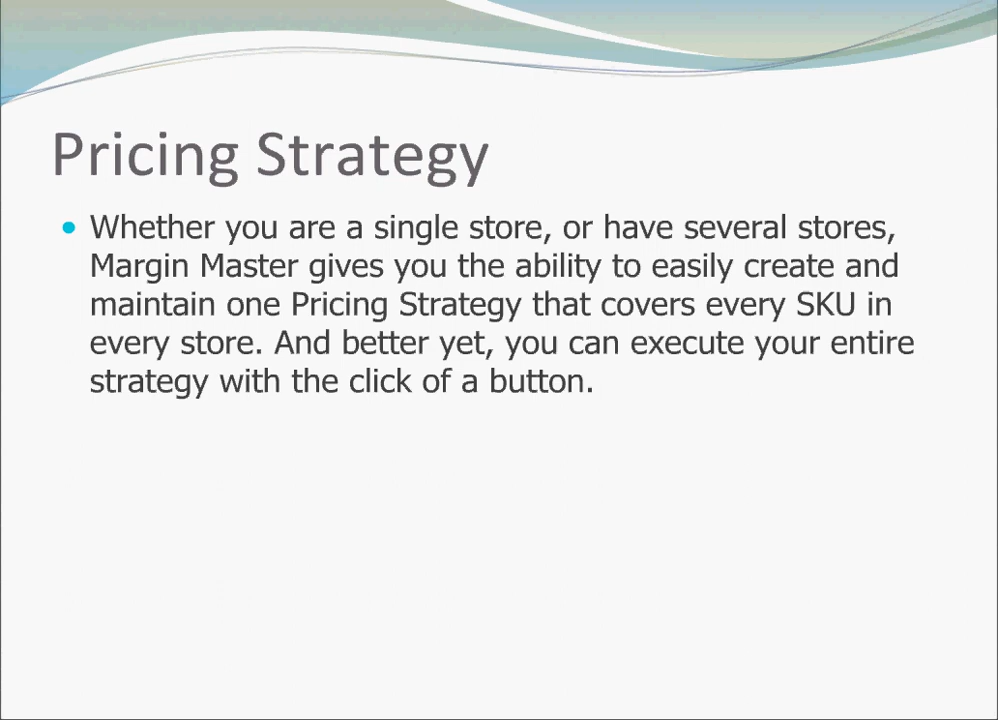 Pricing Strategy
Whether you are a single store, or have several stores,
Margin Master gives you the ability to easily create and
maintain one Pricing Strategy that covers every SKU in
every store. And better yet, you can execute your entire
strategy with the click of a button.